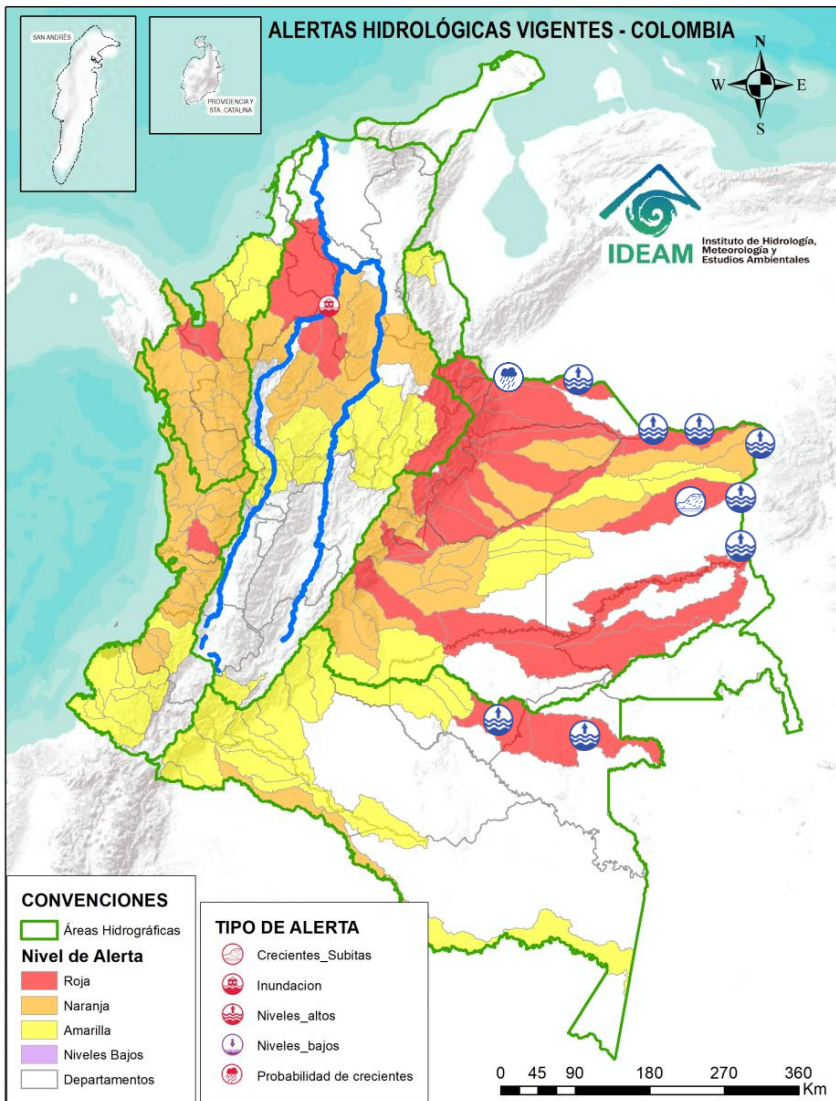 ALERTAS HIDROLÓGICAS VIGENTES - COLOMBIA
SAN ANDRÉS
PROVIDENCIA Y
STA. CATALINA
N
W E
S
IDEAM
Instituto de Hidrología,
Meteorología y
Estudios Ambientales
CONVENCIONES
Áreas Hidrográficas
Nivel de Alerta
Roja
Naranja
Amarilla
Niveles Bajos
Departamentos
TIPO DE ALERTA
Crecientes_Subitas
Inundacion
Niveles_altos
Niveles_bajos
Probabilidad de crecientes
0 45 90 180 270 360
Km